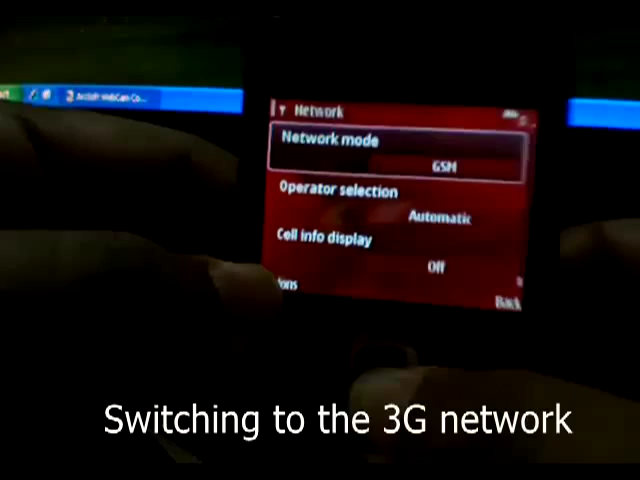 Network
Network mode
GSM
Operator selection
Automatic
Cell info display
Off
Back
Switching to the 3G network